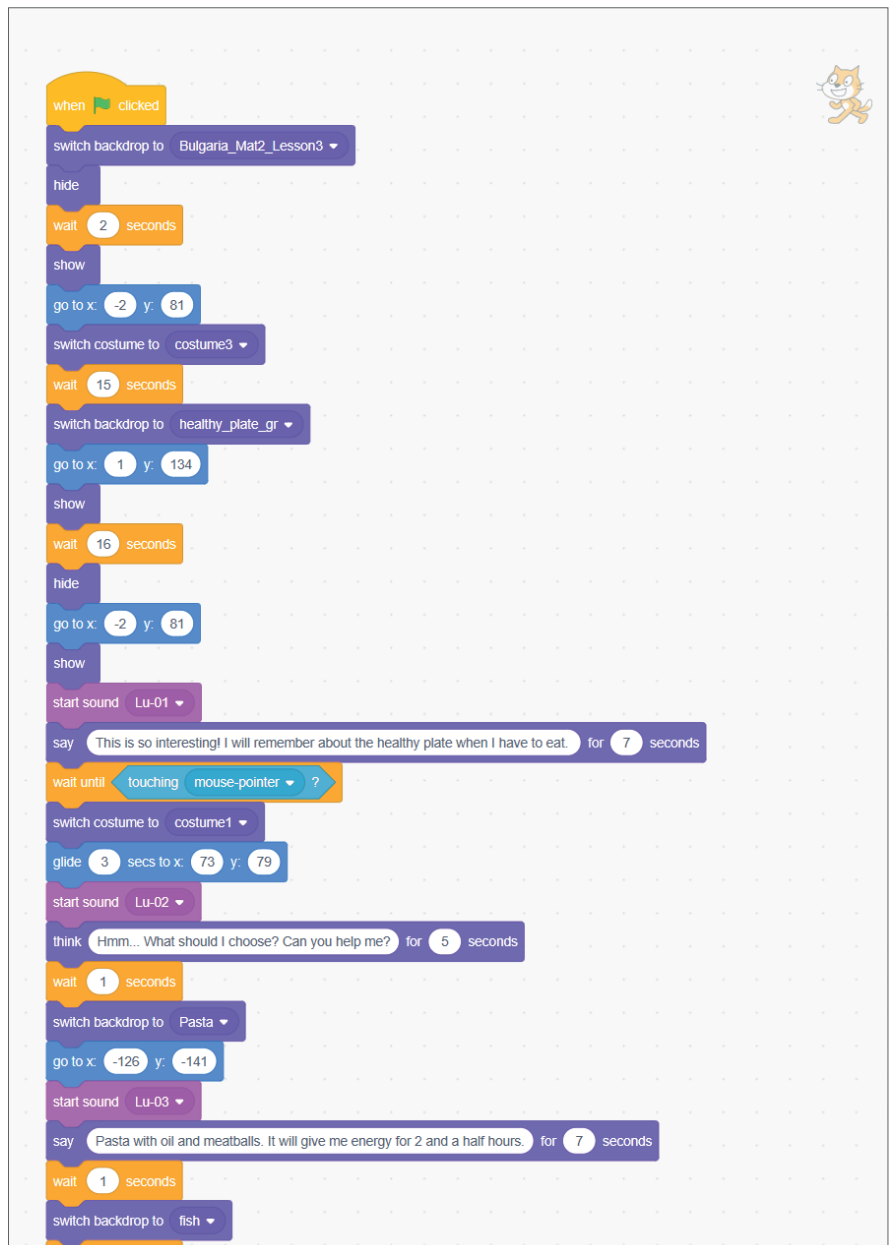 when clicked
switch backdrop to Bulgaria_Mat2_Lesson3
hide
wait 2 seconds
show
go to x: -2 y: 81
switch costume to costume3
wait 15 seconds
switch backdrop to healthy_plate_gr
go to x: 1 y: 134
show
wait 16 seconds
hide
go to x: -2 y: 81
show
start sound Lu-01
say This is so interesting! I will remember about the healthy plate when I have to eat. for 7 seconds
wait until touching mouse-pointer ?
switch costume to costume1
glide 3 secs to x: 73 y: 79
start sound Lu-02
think Hmm... What should I choose? Can you help me? for 5 seconds
wait 1 seconds
switch backdrop to Pasta
go to x: -126 y: -141
start sound Lu-03
say Pasta with oil and meatballs. It will give me energy for 2 and a half hours. for 7 seconds
wait 1 seconds
switch backdrop to fish